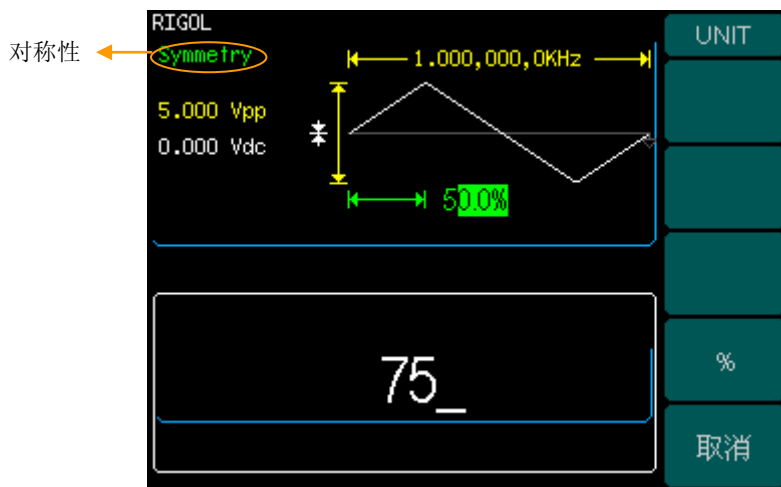 对称性
RIGOL
Symmetry
1.000,000,0KHz
5.000 Vpp
0.000 Vdc
50.0%
75_
UNIT
%
取消